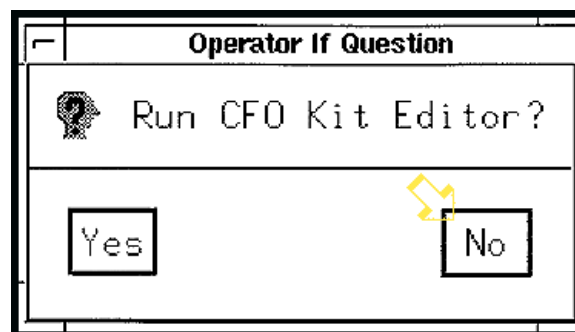 Operator If Question
Run CFO Kit Editor?
Yes
No